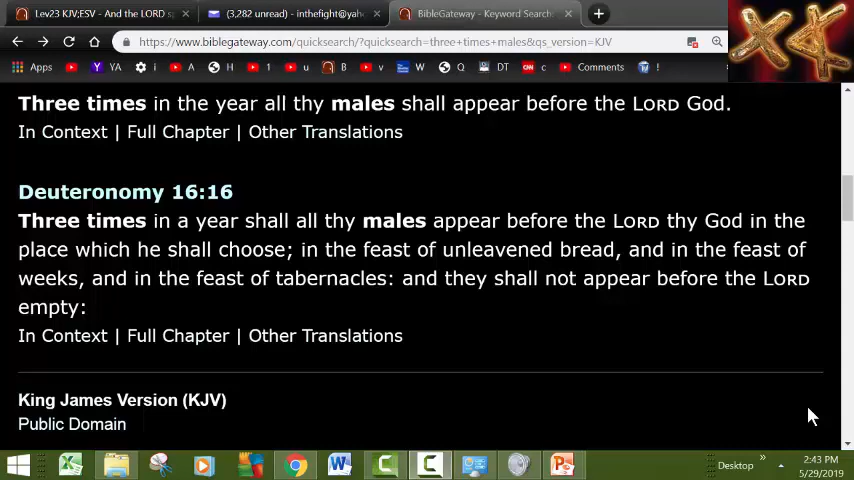 Lev23 KJV;ESV - And the LORD sp
(3,282 unread) - inthefight@yah
BibleGateway - Keyword Search:
https://www.biblegateway.com/quicksearch/?quicksearch=three+times+males&qs_version=KJV
Apps YA i A H 1 u B v W Q DT c Comments !
Three times in the year all thy males shall appear before the LORD God.
In Context | Full Chapter | Other Translations
Deuteronomy 16:16
Three times in a year shall all thy males appear before the LORD thy God in the
place which he shall choose; in the feast of unleavened bread, and in the feast of
weeks, and in the feast of tabernacles: and they shall not appear before the LORD
empty:
In Context | Full Chapter | Other Translations
King James Version (KJV)
Public Domain
Desktop
2:43 PM
5/29/2019